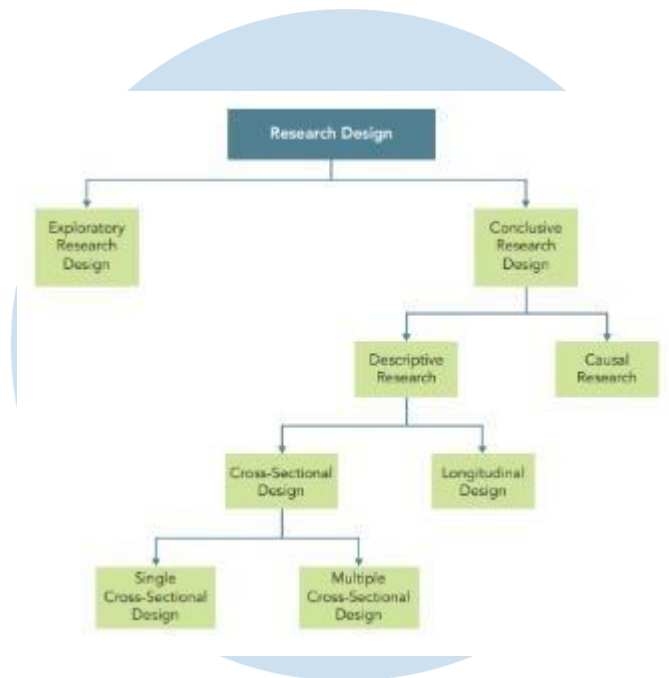 Research Design
Exploratory
Research
Design
Conclusive
Research
Design
Descriptive
Research
Causal
Research
Cross-Sectional
Design
Longitudinal
Design
Single
Cross-Sectional
Design
Multiple
Cross-Sectional
Design